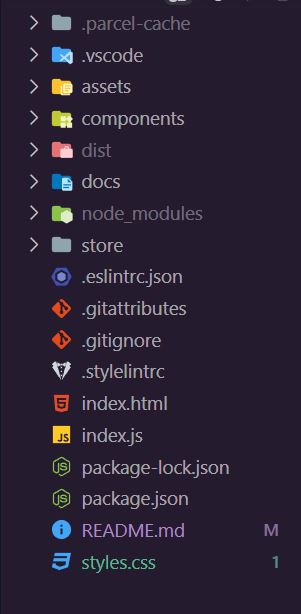 .parcel-cache
.vscode
assets
components
dist
docs
node_modules
store
.eslintrc.json
.gitattributes
.gitignore
.stylelintrc
index.html
JS index.js
package-lock.json
package.json
README.md M
styles.css 1